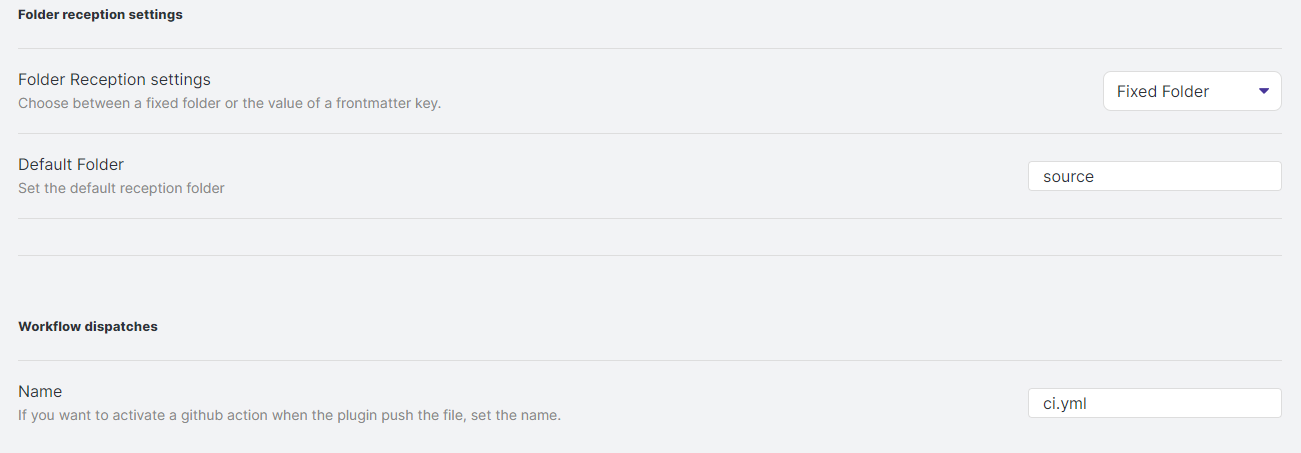 Folder reception settings
Folder Reception settings
Fixed Folder
Choose between a fixed folder or the value of a frontmatter key.
Default Folder
source
Set the default reception folder
Workflow dispatches
Name
ci.yml
If you want to activate a github action when the plugin push the file, set the name.